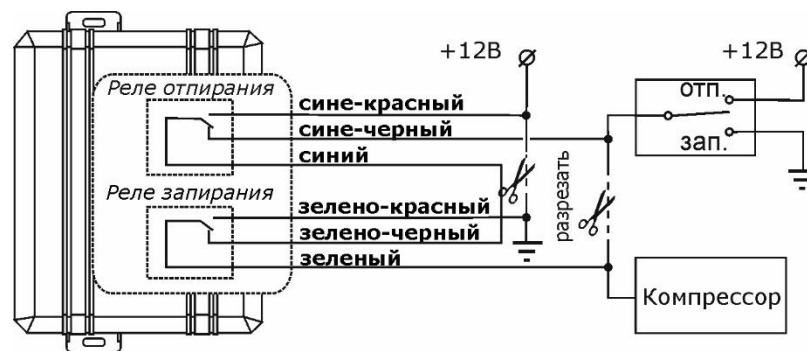 +12В
+12В
Реле отпирания
сине-красный
сине-черный
синий
Реле запирания
зелено-красный
зелено-черный
зеленый
разрезать
отп.
зап.
Компрессор